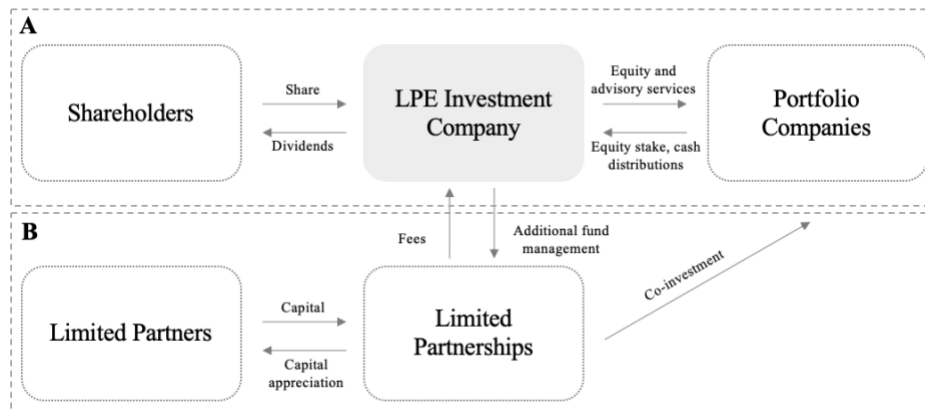 A
Shareholders
Share
Dividends
LPE Investment
Company
Equity and
advisory services
Equity stake, cash
distributions
Portfolio
Companies
B
Fees
Additional fund
management
Co-investment
Limited Partners
Capital
Capital
appreciation
Limited
Partnerships